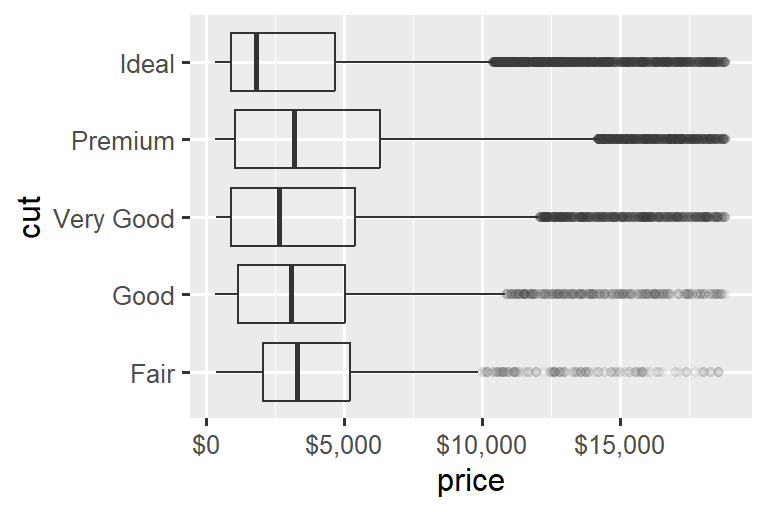 Ideal
Premium
Very Good
Good
Fair
cut
$0 $5,000 $10,000 $15,000
price